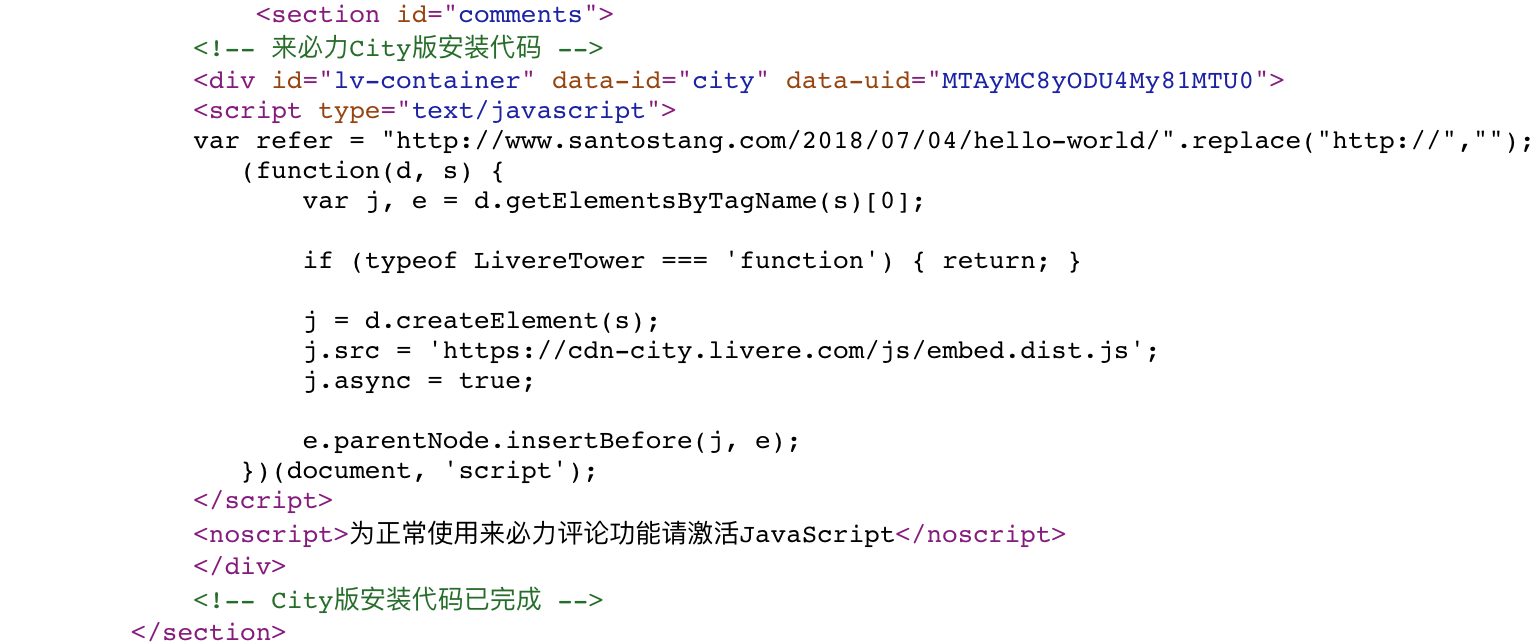 <section id="comments">
<!-- 来必力City版安装代码 -->
<div id="lv-container" data-id="city" data-uid="MTAyMC8yODU4My81MTU0">
<script type="text/javascript">
var refer = "http://www.santostang.com/2018/07/04/hello-world/".replace("http://","");
(function(d, s) {
var j, e = d.getElementsByTagName(s)[0];
if (typeof LivereTower === 'function') { return; }
j = d.createElement(s);
j.src = 'https://cdn-city.livere.com/js/embed.dist.js';
j.async = true;
e.parentNode.insertBefore(j, e);
})(document, 'script');
</script>
<noscript>为正常使用来必力评论功能请激活JavaScript</noscript>
</div>
<!-- City版安装代码已完成 -->
</section>